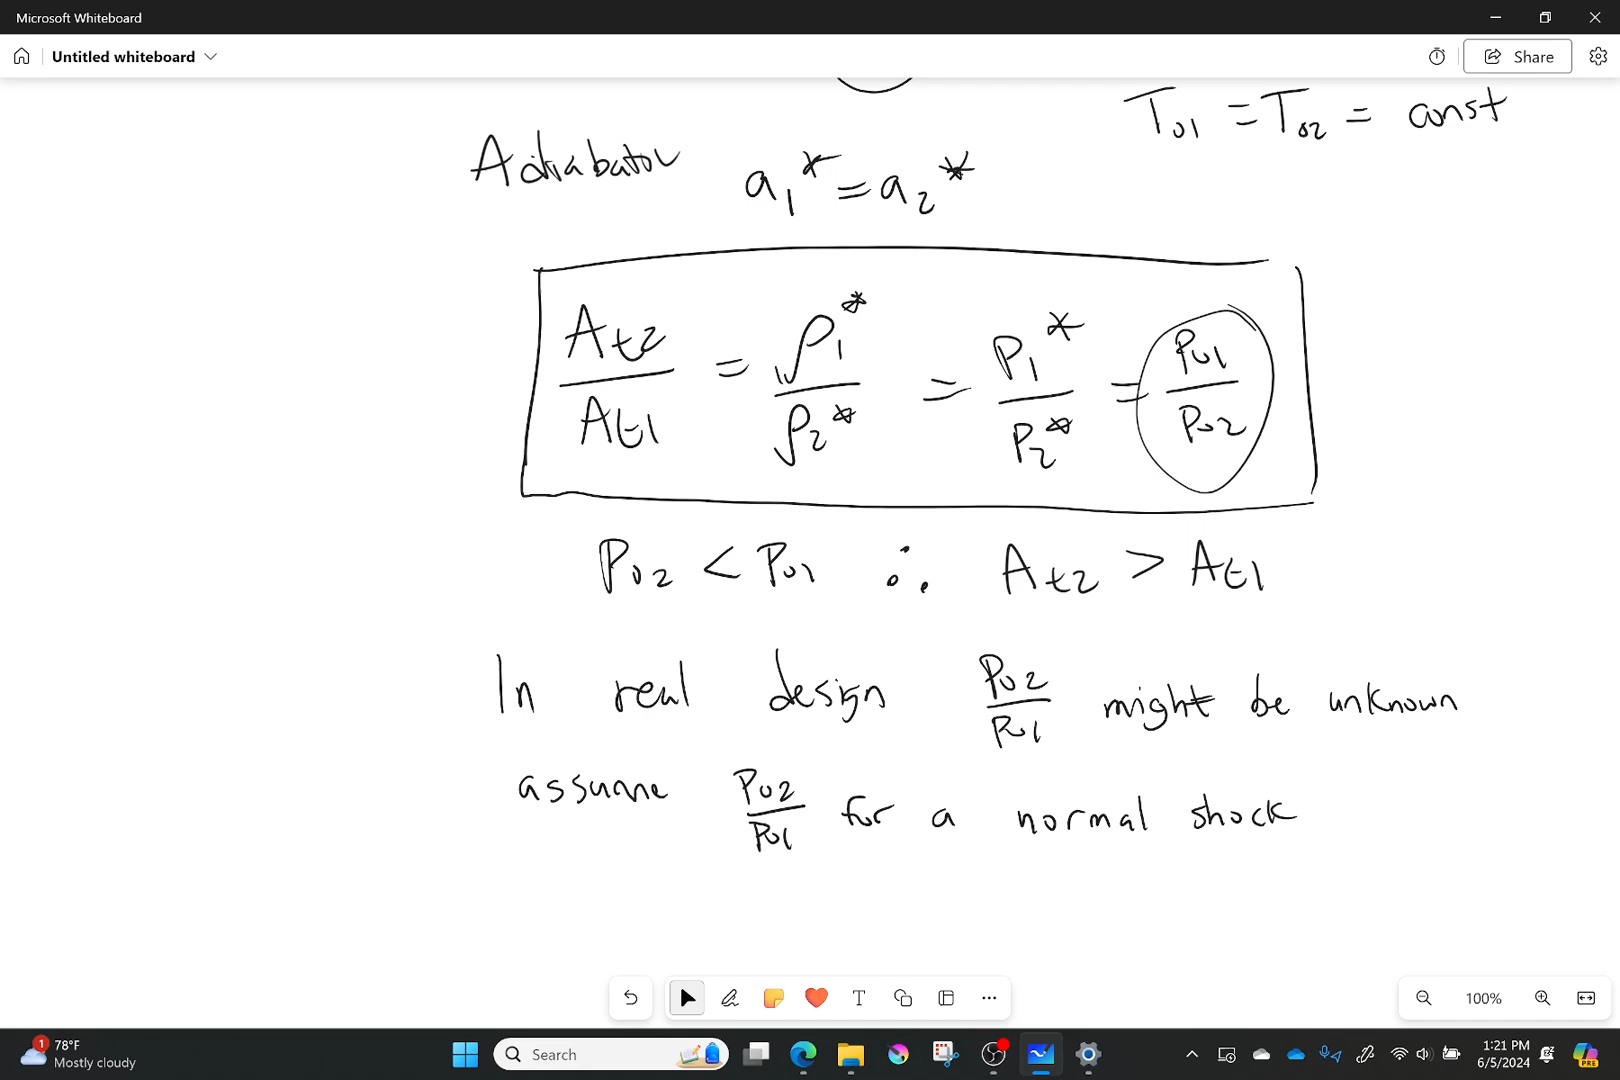 Microsoft Whiteboard
Untitled whiteboard
Share
T01 = T02 = const
Adiabatic a1* = a2*
At2/At1 = ρ1*/ρ2* = P1*/P2* = P01/P02
P02 < P01 ∴ At2 > At1
In real design P02/P01 might be unknown
assume P02/P01 for a normal shock
T
100%
1
78°F
Mostly cloudy
Search
1:21 PM
6/5/2024
PRE